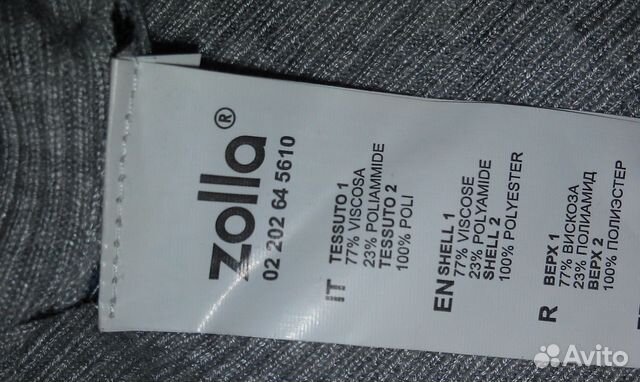 zolla®
02 202 64 5610
IT TESSUTO 1
77% VISCOSA
23% POLIAMMIDE
TESSUTO 2
100% POLI
EN SHELL 1
77% VISCOSE
23% POLYAMIDE
SHELL 2
100% POLYESTER
R ВЕРХ 1
77% ВИСКОЗА
23% ПОЛИАМИД
ВЕРХ 2
100% ПОЛИЭСТЕР
Avito